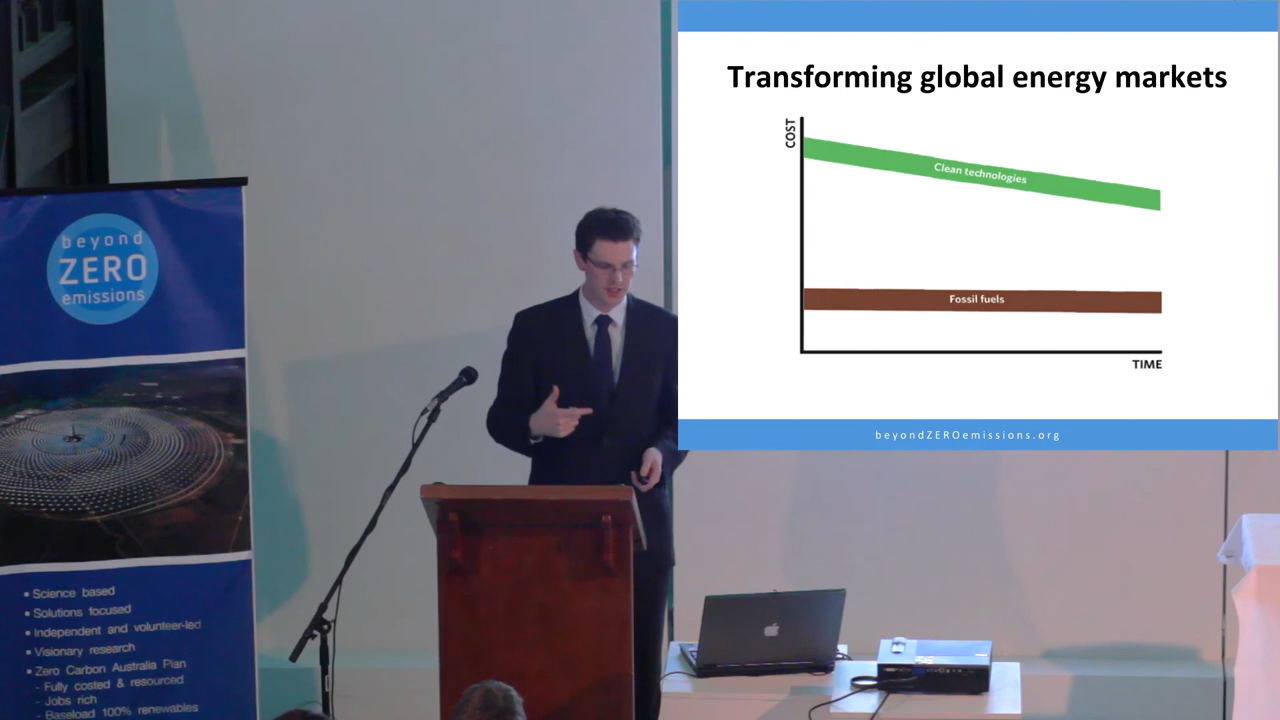 beyond
ZERO
emissions
Science based
Solutions focused
Independent and volunteer-led
Visionary research
Zero Carbon Australia Plan
- Fully costed & resourced
- Jobs rich
- Baseload 100% renewables
Transforming global energy markets
COST
Clean technologies
Fossil fuels
TIME
beyondZEROemissions.org